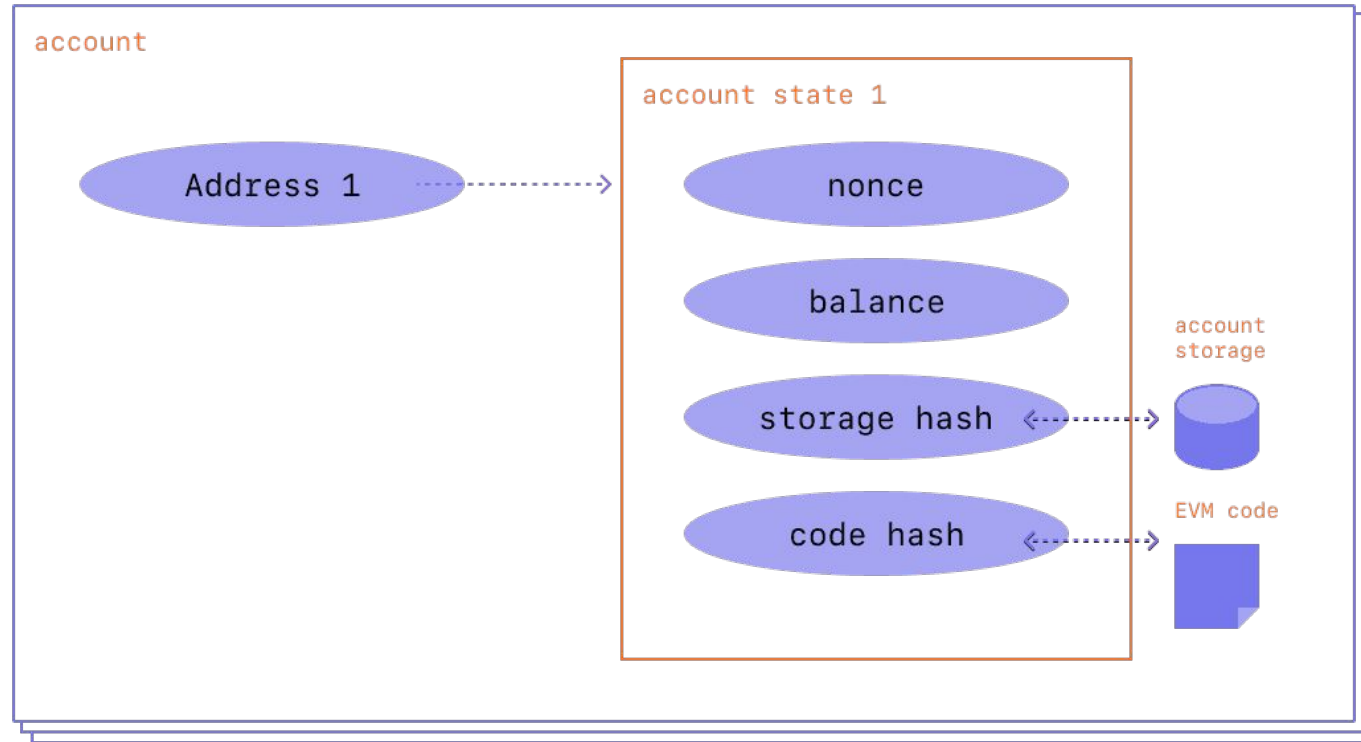 account
account state 1
Address 1
nonce
balance
storage hash
code hash
account
storage
EVM code